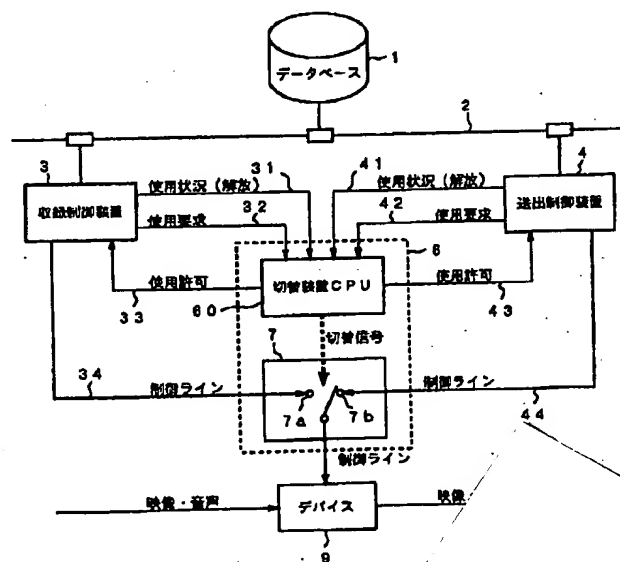 データベース
1
2
3
収録制御装置
使用状況(解放)
31
使用要求
32
使用許可
33
41
使用状況(解放)
42
使用要求
使用許可
43
4
送出制御装置
6
切替装置CPU
60
切替信号
7
34
制御ライン
7a
7b
制御ライン
44
制御ライン
映像・音声
デバイス
映像
9